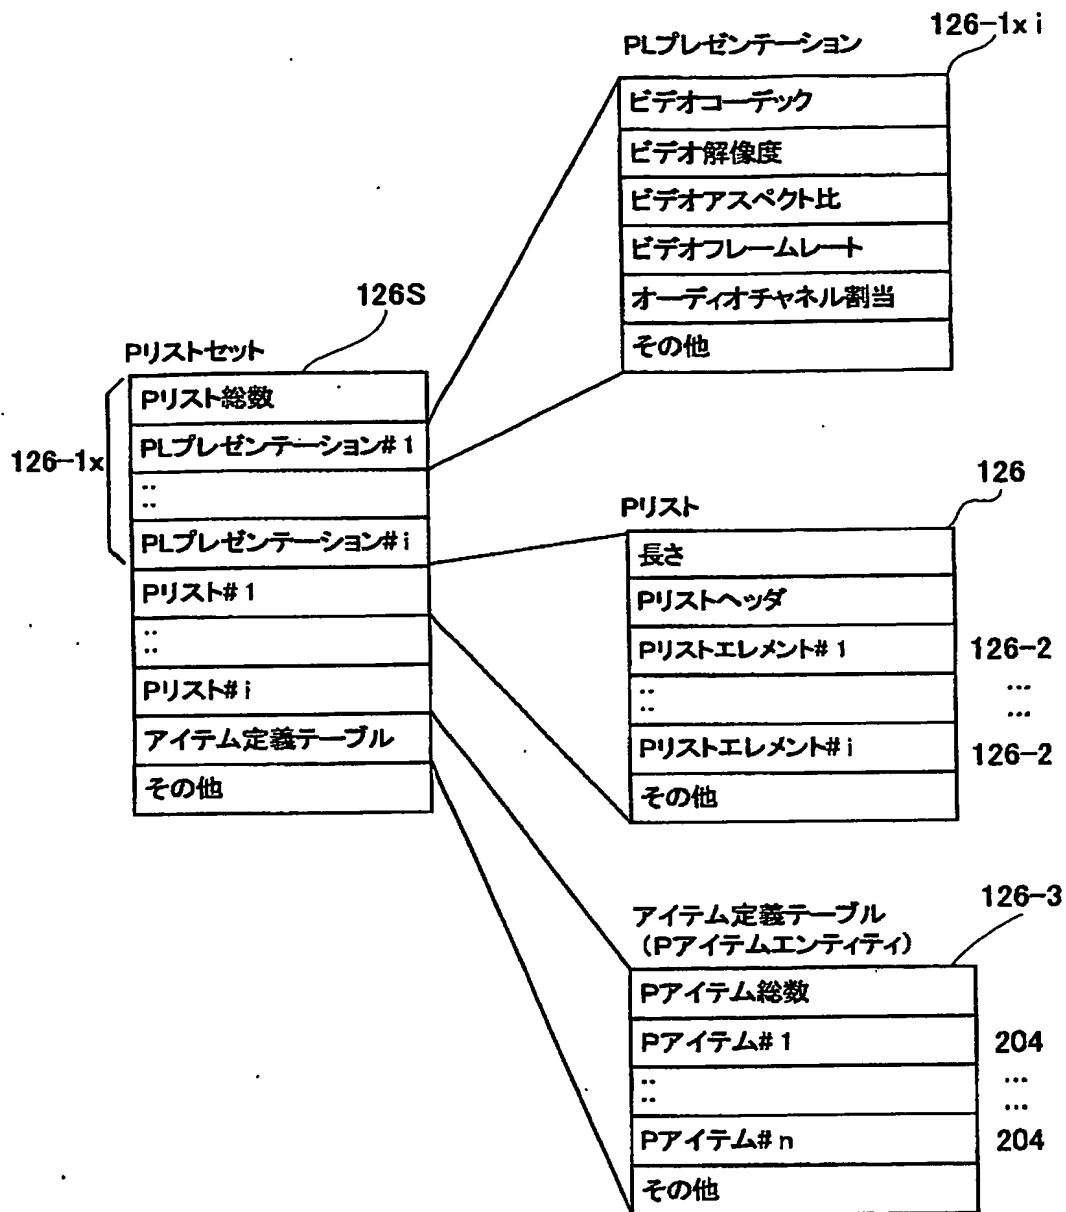 126-1x i
PLプレゼンテーション
ビデオコーデック
ビデオ解像度
ビデオアスペクト比
ビデオフレームレート
オーディオチャネル割当
その他
126S
Pリストセット
126-1x
Pリスト総数
PLプレゼンテーション#1
::
PLプレゼンテーション#i
Pリスト#1
::
Pリスト#i
アイテム定義テーブル
その他
126
Pリスト
長さ
Pリストヘッダ
Pリストエレメント#1 126-2
:: ...
...
Pリストエレメント#i 126-2
その他
126-3
アイテム定義テーブル
(Pアイテムエンティティ)
Pアイテム総数
Pアイテム#1 204
:: ...
...
Pアイテム#n 204
その他